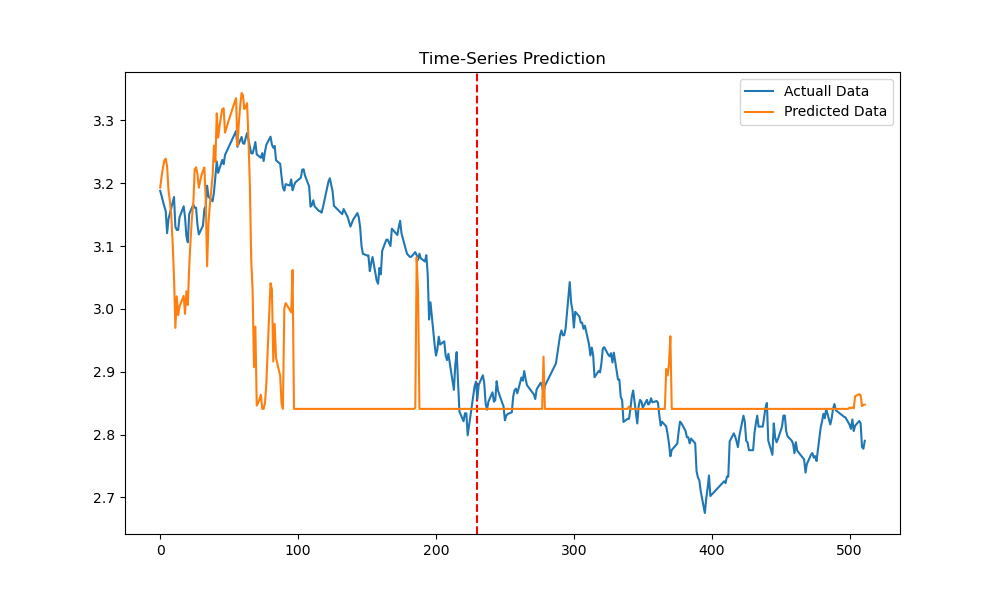 Time-Series Prediction
Actuall Data
Predicted Data
3.3
3.2
3.1
3.0
2.9
2.8
2.7
0 100 200 300 400 500